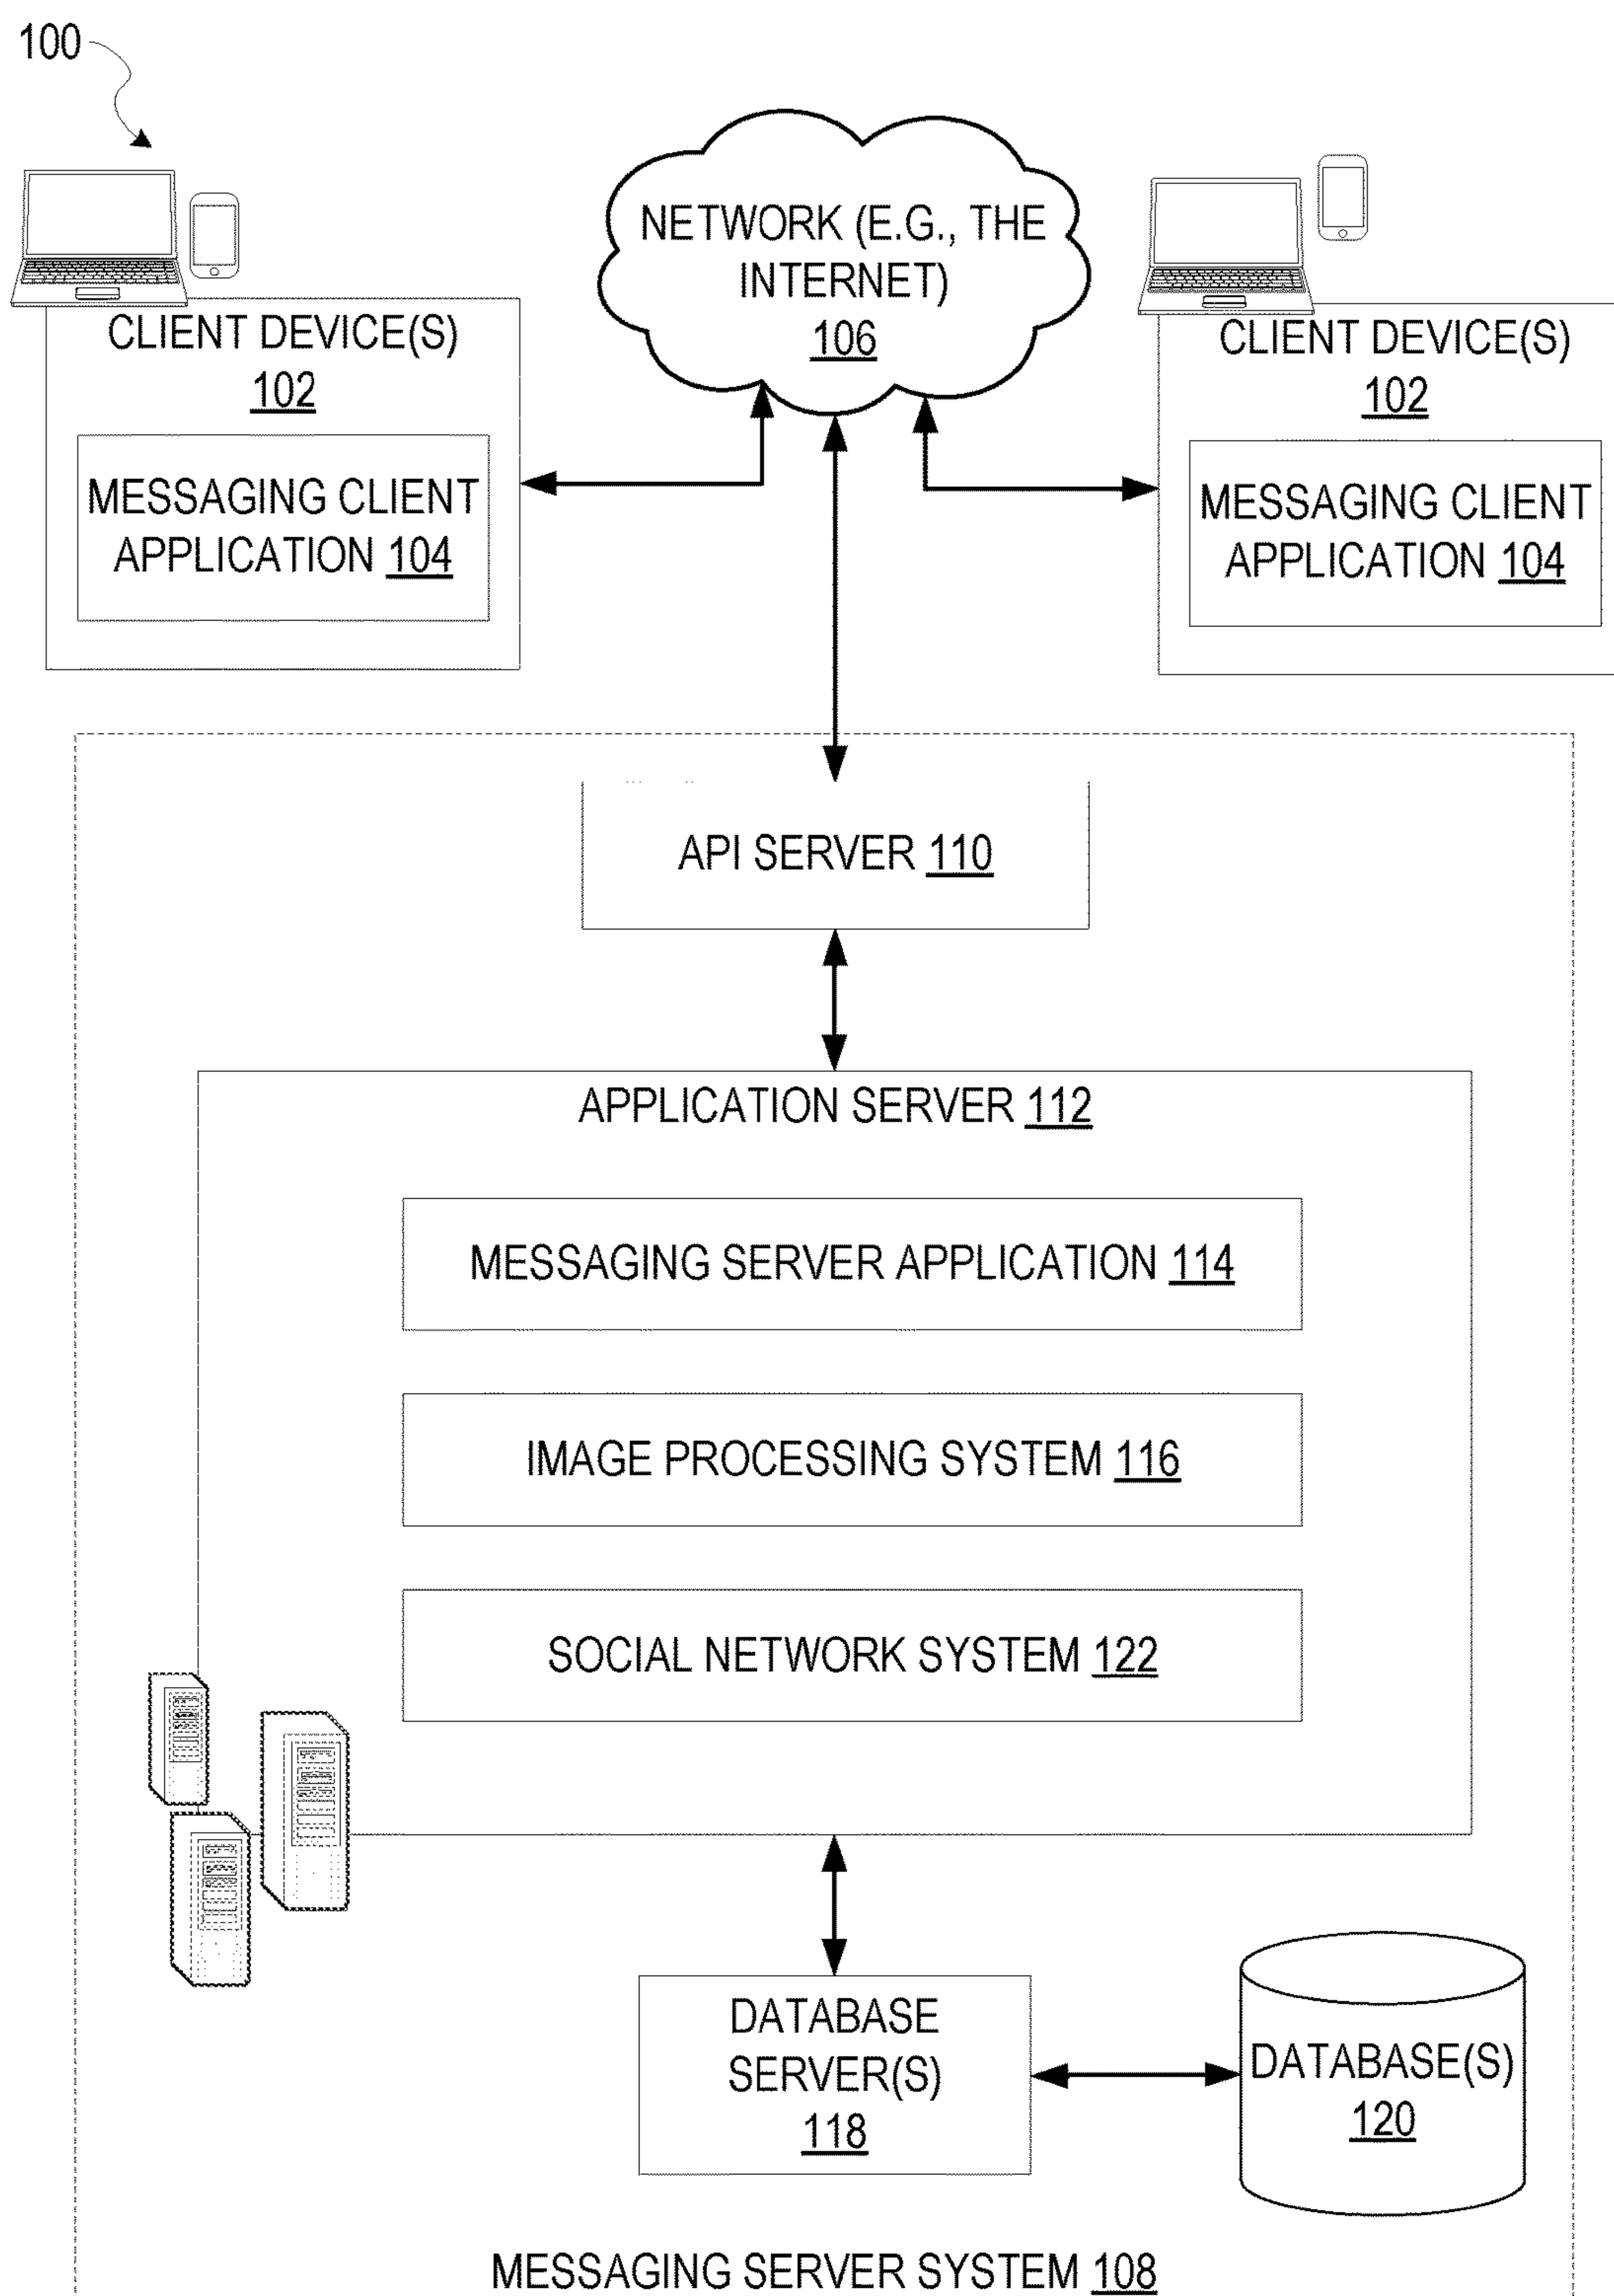 100
NETWORK (E.G., THE
INTERNET)
106
CLIENT DEVICE(S)
102
MESSAGING CLIENT
APPLICATION 104
CLIENT DEVICE(S)
102
MESSAGING CLIENT
APPLICATION 104
API SERVER 110
APPLICATION SERVER 112
MESSAGING SERVER APPLICATION 114
IMAGE PROCESSING SYSTEM 116
SOCIAL NETWORK SYSTEM 122
DATABASE
SERVER(S)
118
DATABASE(S)
120
MESSAGING SERVER SYSTEM 108